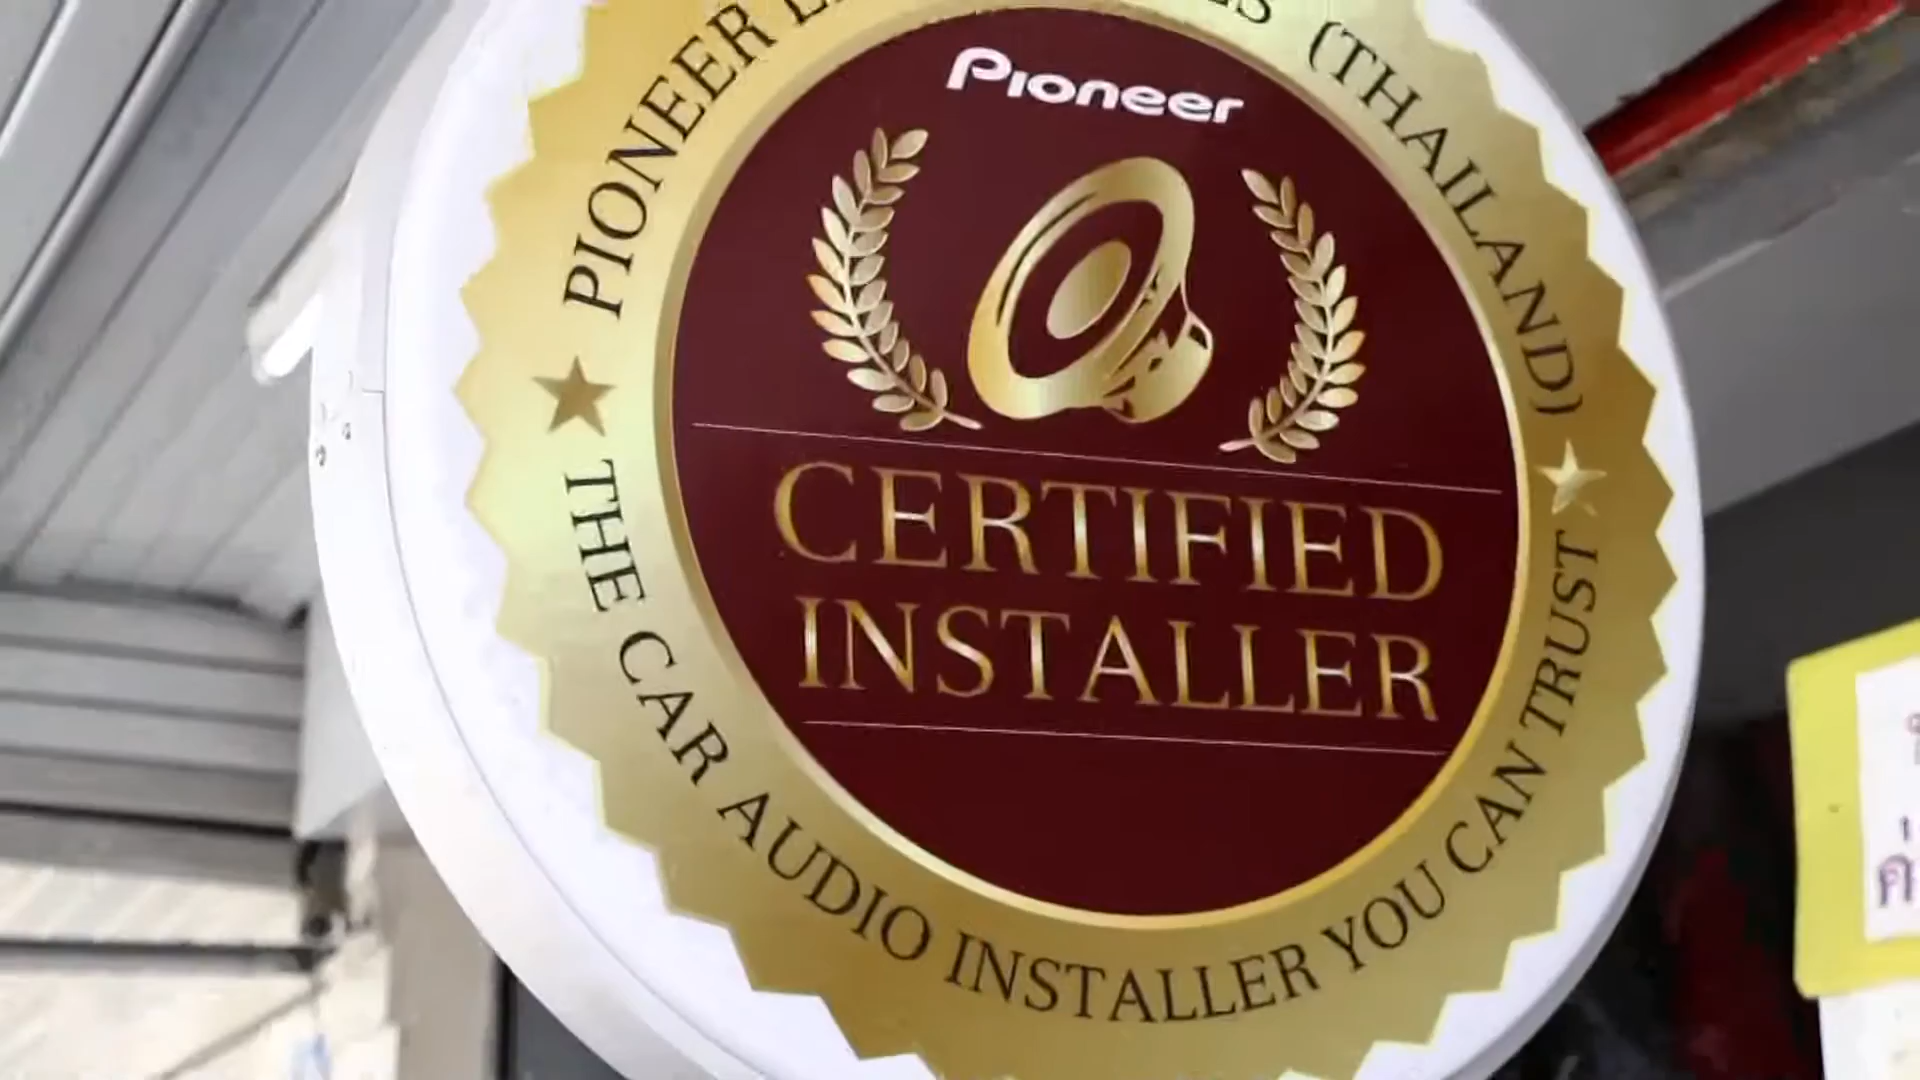 PIONEER
(THAILAND)
Pioneer
CERTIFIED
INSTALLER
THE CAR AUDIO INSTALLER YOU CAN TRUST